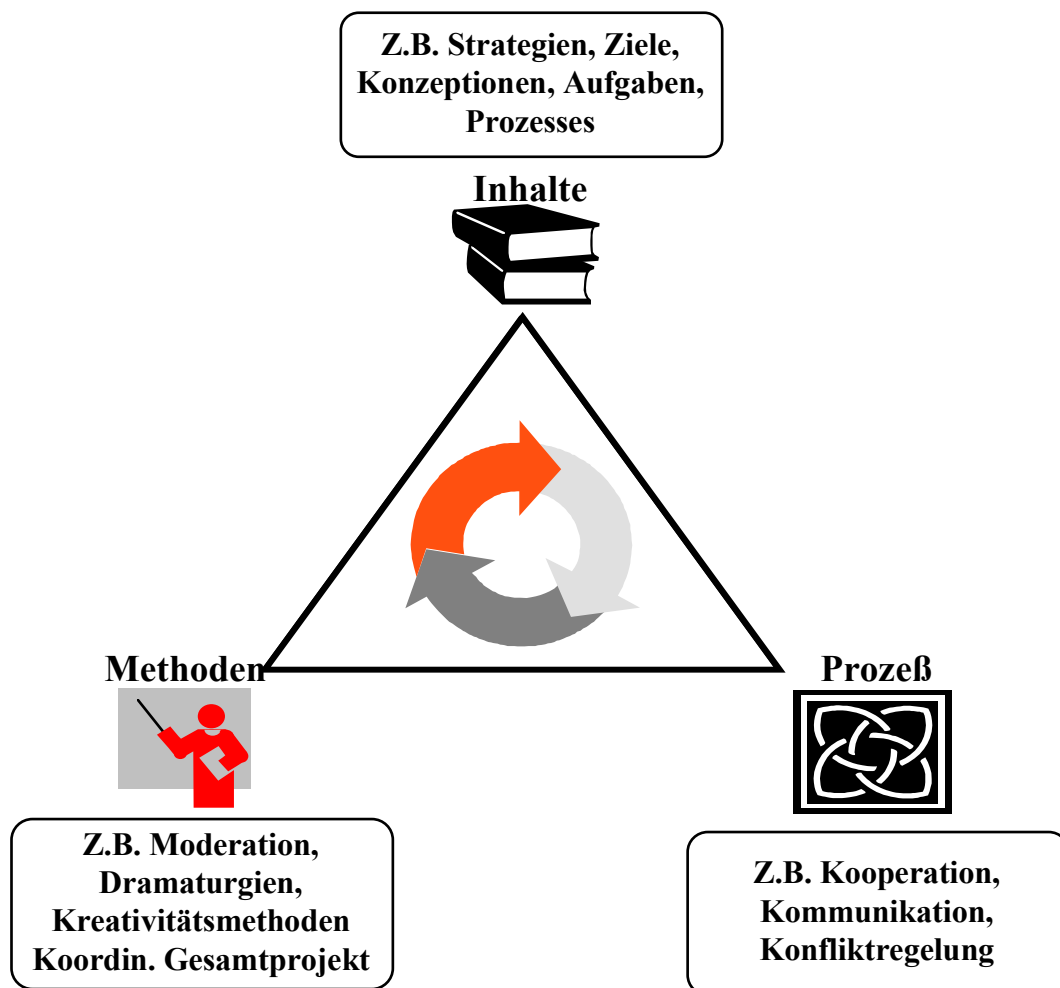 Z.B. Strategien, Ziele,
Konzeptionen, Aufgaben,
Prozesses
Inhalte
Methoden
Prozeß
Z.B. Moderation,
Dramaturgien,
Kreativitätsmethoden
Koordin. Gesamtprojekt
Z.B. Kooperation,
Kommunikation,
Konfliktregelung